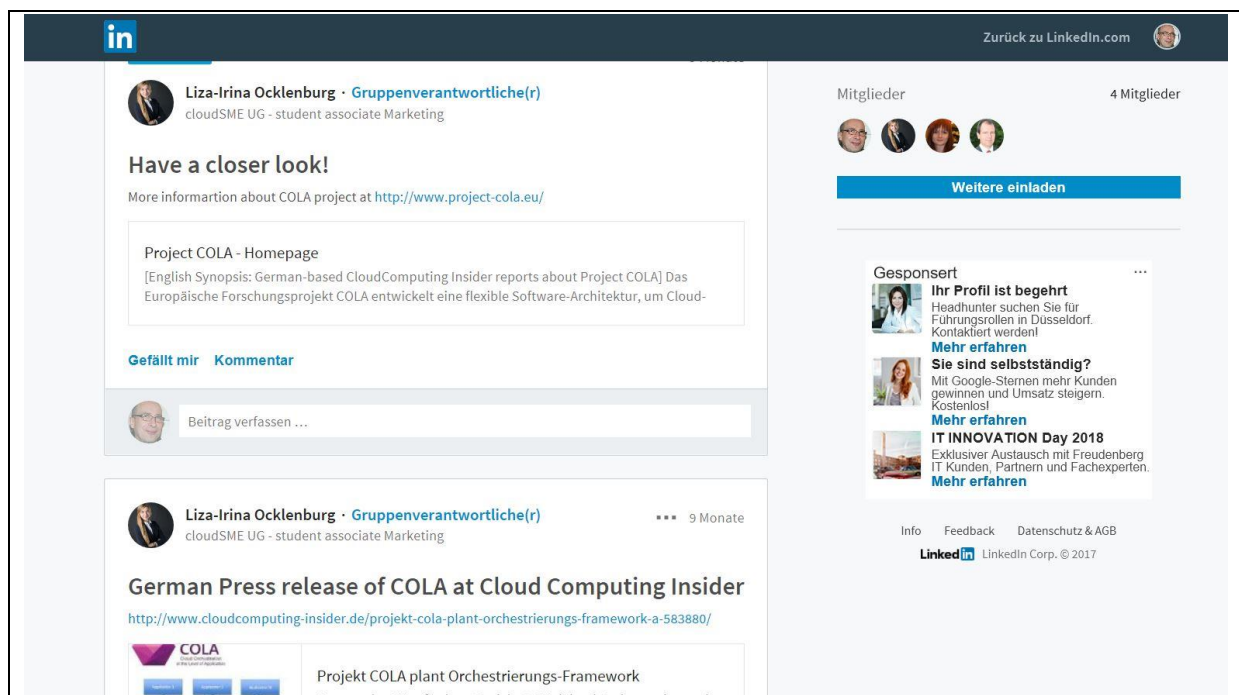 in
Zurück zu LinkedIn.com
Liza-Irina Ocklenburg · Gruppenverantwortliche(r)
cloudSME UG - student associate Marketing
Have a closer look!
More informartion about COLA project at http://www.project-cola.eu/
Project COLA - Homepage
[English Synopsis: German-based CloudComputing Insider reports about Project COLA] Das
Europäische Forschungsprojekt COLA entwickelt eine flexible Software-Architektur, um Cloud-
Gefällt mir Kommentar
Beitrag verfassen ...
Liza-Irina Ocklenburg · Gruppenverantwortliche(r)
9 Monate
cloudSME UG - student associate Marketing
German Press release of COLA at Cloud Computing Insider
http://www.cloudcomputing-insider.de/projekt-cola-plant-orchestrierungs-framework-a-583880/
COLA
Projekt COLA plant Orchestrierungs-Framework
Mitglieder
4 Mitglieder
Weitere einladen
Gesponsert
Ihr Profil ist begehrt
Headhunter suchen Sie für
Führungsrollen in Düsseldorf.
Kontaktiert werden!
Mehr erfahren
Sie sind selbstständig?
Mit Google-Sternen mehr Kunden
gewinnen und Umsatz steigern.
Kostenlos!
Mehr erfahren
IT INNOVATION Day 2018
Exklusiver Austausch mit Freudenberg
IT Kunden, Partnern und Fachexperten.
Mehr erfahren
Info Feedback Datenschutz & AGB
Linked in LinkedIn Corp. © 2017